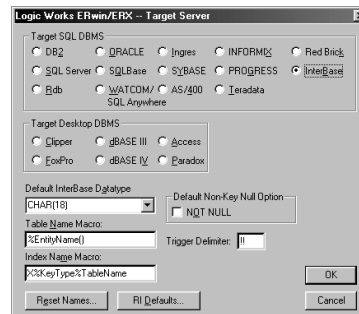 Logic Works ERwin/ERX -- Target Server
Target SQL DBMS
DB2 ORACLE Ingres INFORMIX Red Brick
SQL Server SQLBase SYBASE PROGRESS InterBase
Rdb WATCOM/ SQL Anywhere AS/400 Teradata
Target Desktop DBMS
Clipper dBASE III Access
FoxPro dBASE IV Paradox
Default InterBase Datatype
CHAR(18)
Default Non-Key Null Option
NOT NULL
Table Name Macro:
%EntityName()
Trigger Delimiter: !!
Index Name Macro:
X%KeyType%TableName
OK
Reset Names... RI Defaults... Cancel